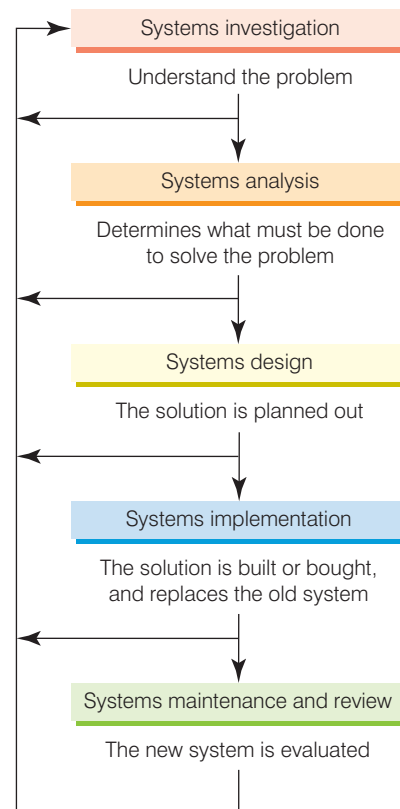 Systems investigation
Understand the problem
Systems analysis
Determines what must be done
to solve the problem
Systems design
The solution is planned out
Systems implementation
The solution is built or bought,
and replaces the old system
Systems maintenance and review
The new system is evaluated